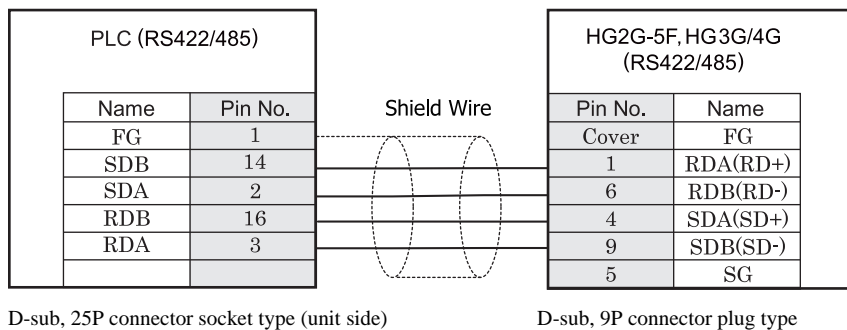 PLC (RS422/485)
HG2G-5F, HG3G/4G
(RS422/485)
Name Pin No. Shield Wire Pin No. Name
FG 1 Cover FG
SDB 14 1 RDA(RD+)
SDA 2 6 RDB(RD-)
RDB 16 4 SDA(SD+)
RDA 3 9 SDB(SD-)
5 SG
D-sub, 25P connector socket type (unit side) D-sub, 9P connector plug type